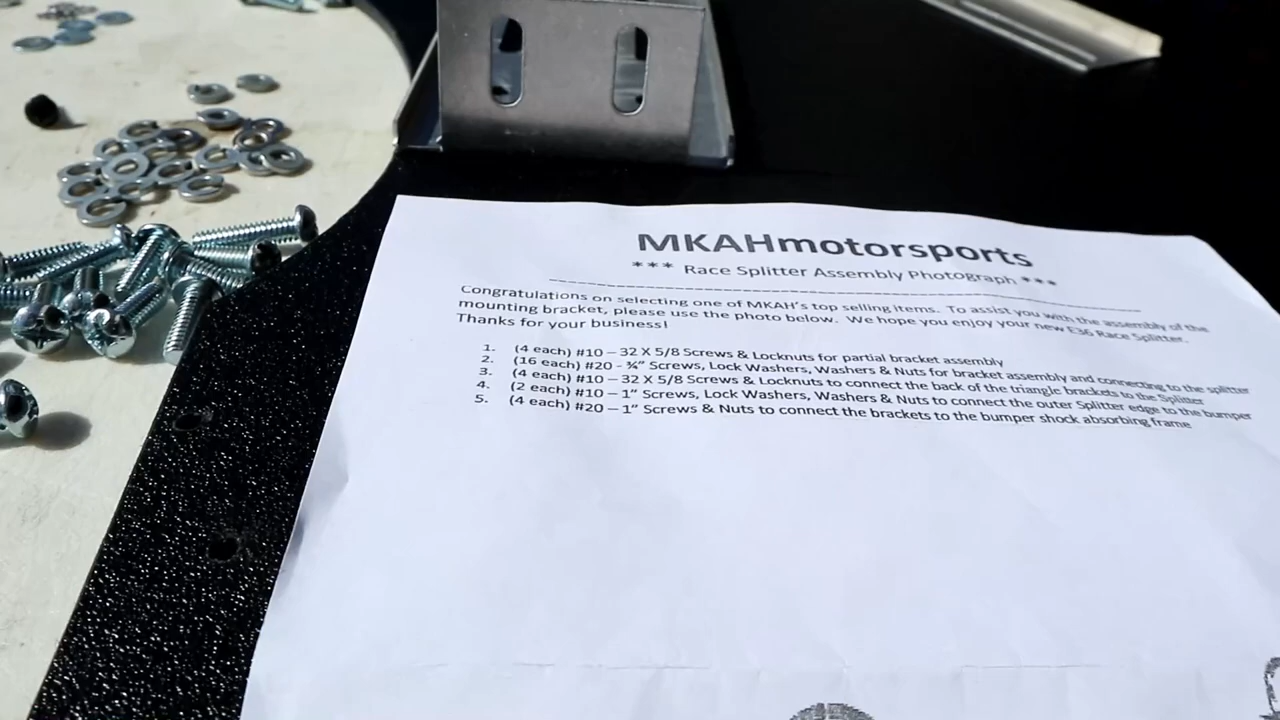 MKAHmotorsports
*** Race Splitter Assembly Photograph ***
Congratulations on selecting one of MKAH's top selling items. To assist you with the assembly of the
mounting bracket, please use the photo below. We hope you enjoy your new E36 Race Splitter.
Thanks for your business!
1. (4 each) #10 – 32 X 5/8 Screws & Locknuts for partial bracket assembly
2. (16 each) #20 - ¾” Screws, Lock Washers, Washers & Nuts for bracket assembly and connecting to the splitter
3. (4 each) #10 – 32 X 5/8 Screws & Locknuts to connect the back of the triangle brackets to the Splitter
4. (2 each) #10 – 1” Screws, Lock Washers, Washers & Nuts to connect the outer Splitter edge to the bumper
5. (4 each) #20 – 1” Screws & Nuts to connect the brackets to the bumper shock absorbing frame